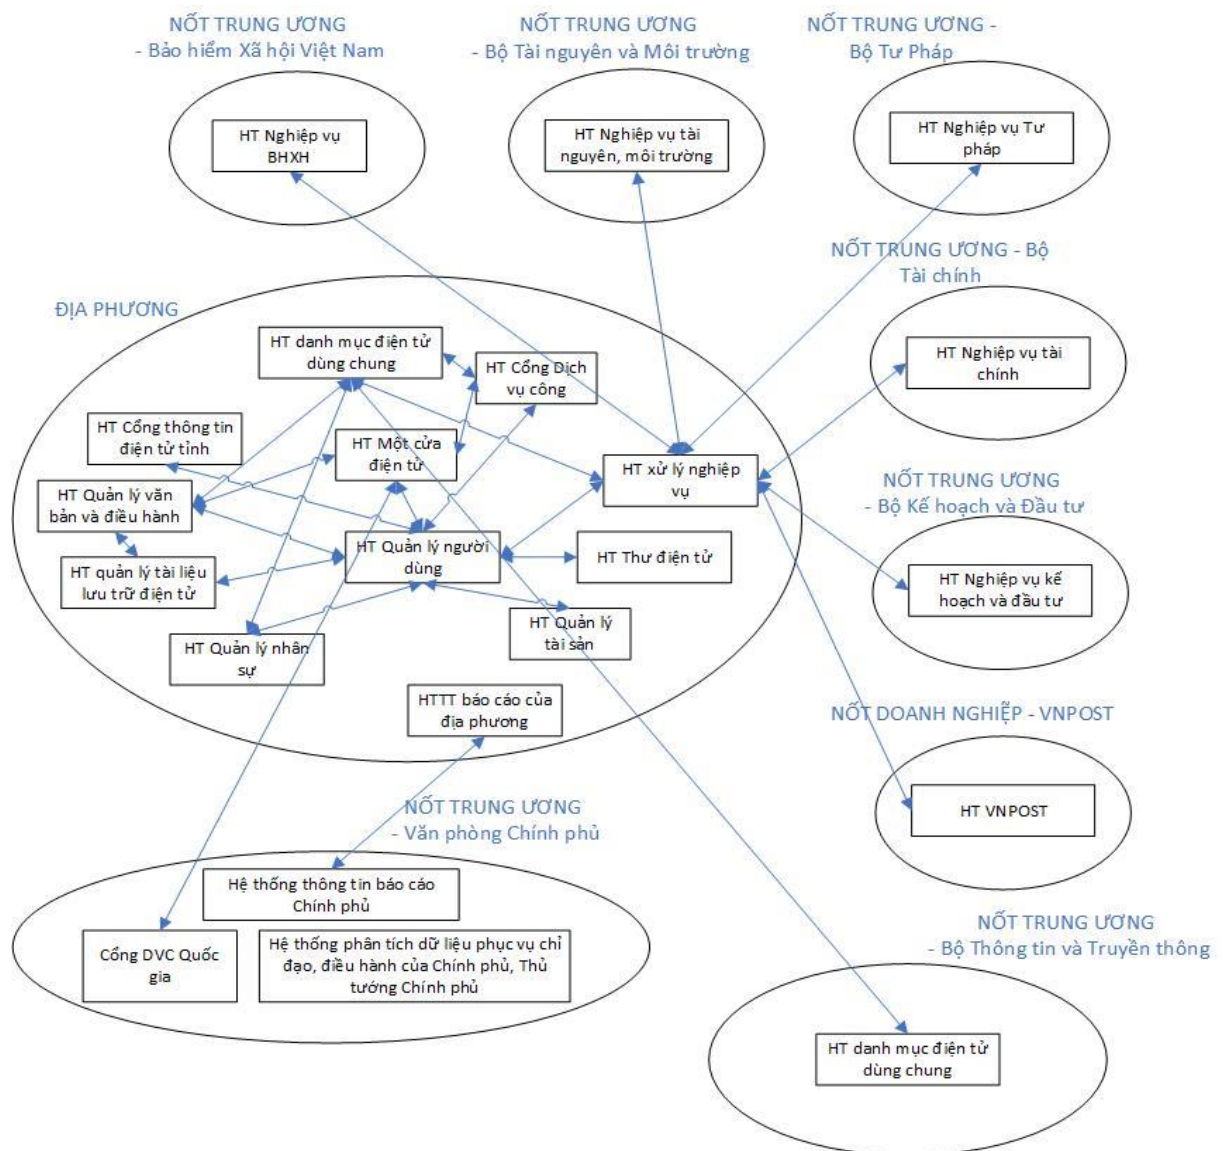 NỐT TRUNG ƯƠNG
- Bảo hiểm Xã hội Việt Nam
NỐT TRUNG ƯƠNG
- Bộ Tài nguyên và Môi trường
NỐT TRUNG ƯƠNG -
Bộ Tư Pháp
HT Nghiệp vụ
BHXH
HT Nghiệp vụ tài
nguyên, môi trường
HT Nghiệp vụ Tư
pháp
NỐT TRUNG ƯƠNG - Bộ
Tài chính
HT Nghiệp vụ tài
chính
ĐỊA PHƯƠNG
HT danh mục điện tử
dùng chung
HT Cổng Dịch
vụ công
HT Cổng thông tin
điện tử tỉnh
HT Một cửa
điện tử
HT xử lý nghiệp
vụ
HT Quản lý văn
bản và điều hành
HT Quản lý người
dùng
HT Thư điện tử
HT quản lý tài liệu
lưu trữ điện tử
HT Quản lý nhân
sự
HT Quản lý
tài sản
HTTT báo cáo của
địa phương
NỐT TRUNG ƯƠNG
- Bộ Kế hoạch và Đầu tư
HT Nghiệp vụ kế
hoạch và đầu tư
NỐT DOANH NGHIỆP - VNPOST
HT VNPOST
NỐT TRUNG ƯƠNG
- Văn phòng Chính phủ
Hệ thống thông tin báo cáo
Chính phủ
Cổng DVC Quốc
gia
Hệ thống phân tích dữ liệu phục vụ chỉ
đạo, điều hành của Chính phủ, Thủ
tướng Chính phủ
NỐT TRUNG ƯƠNG
- Bộ Thông tin và Truyền thông
HT danh mục điện tử
dùng chung